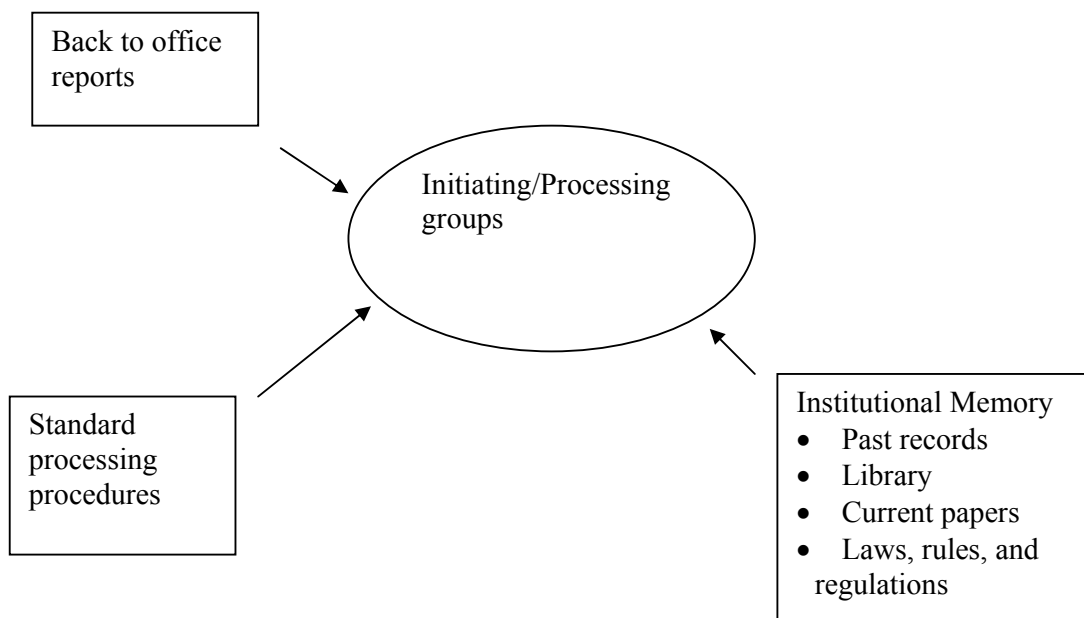 Back to office
reports
Initiating/Processing
groups
Standard
processing
procedures
Institutional Memory
• Past records
• Library
• Current papers
• Laws, rules, and
regulations